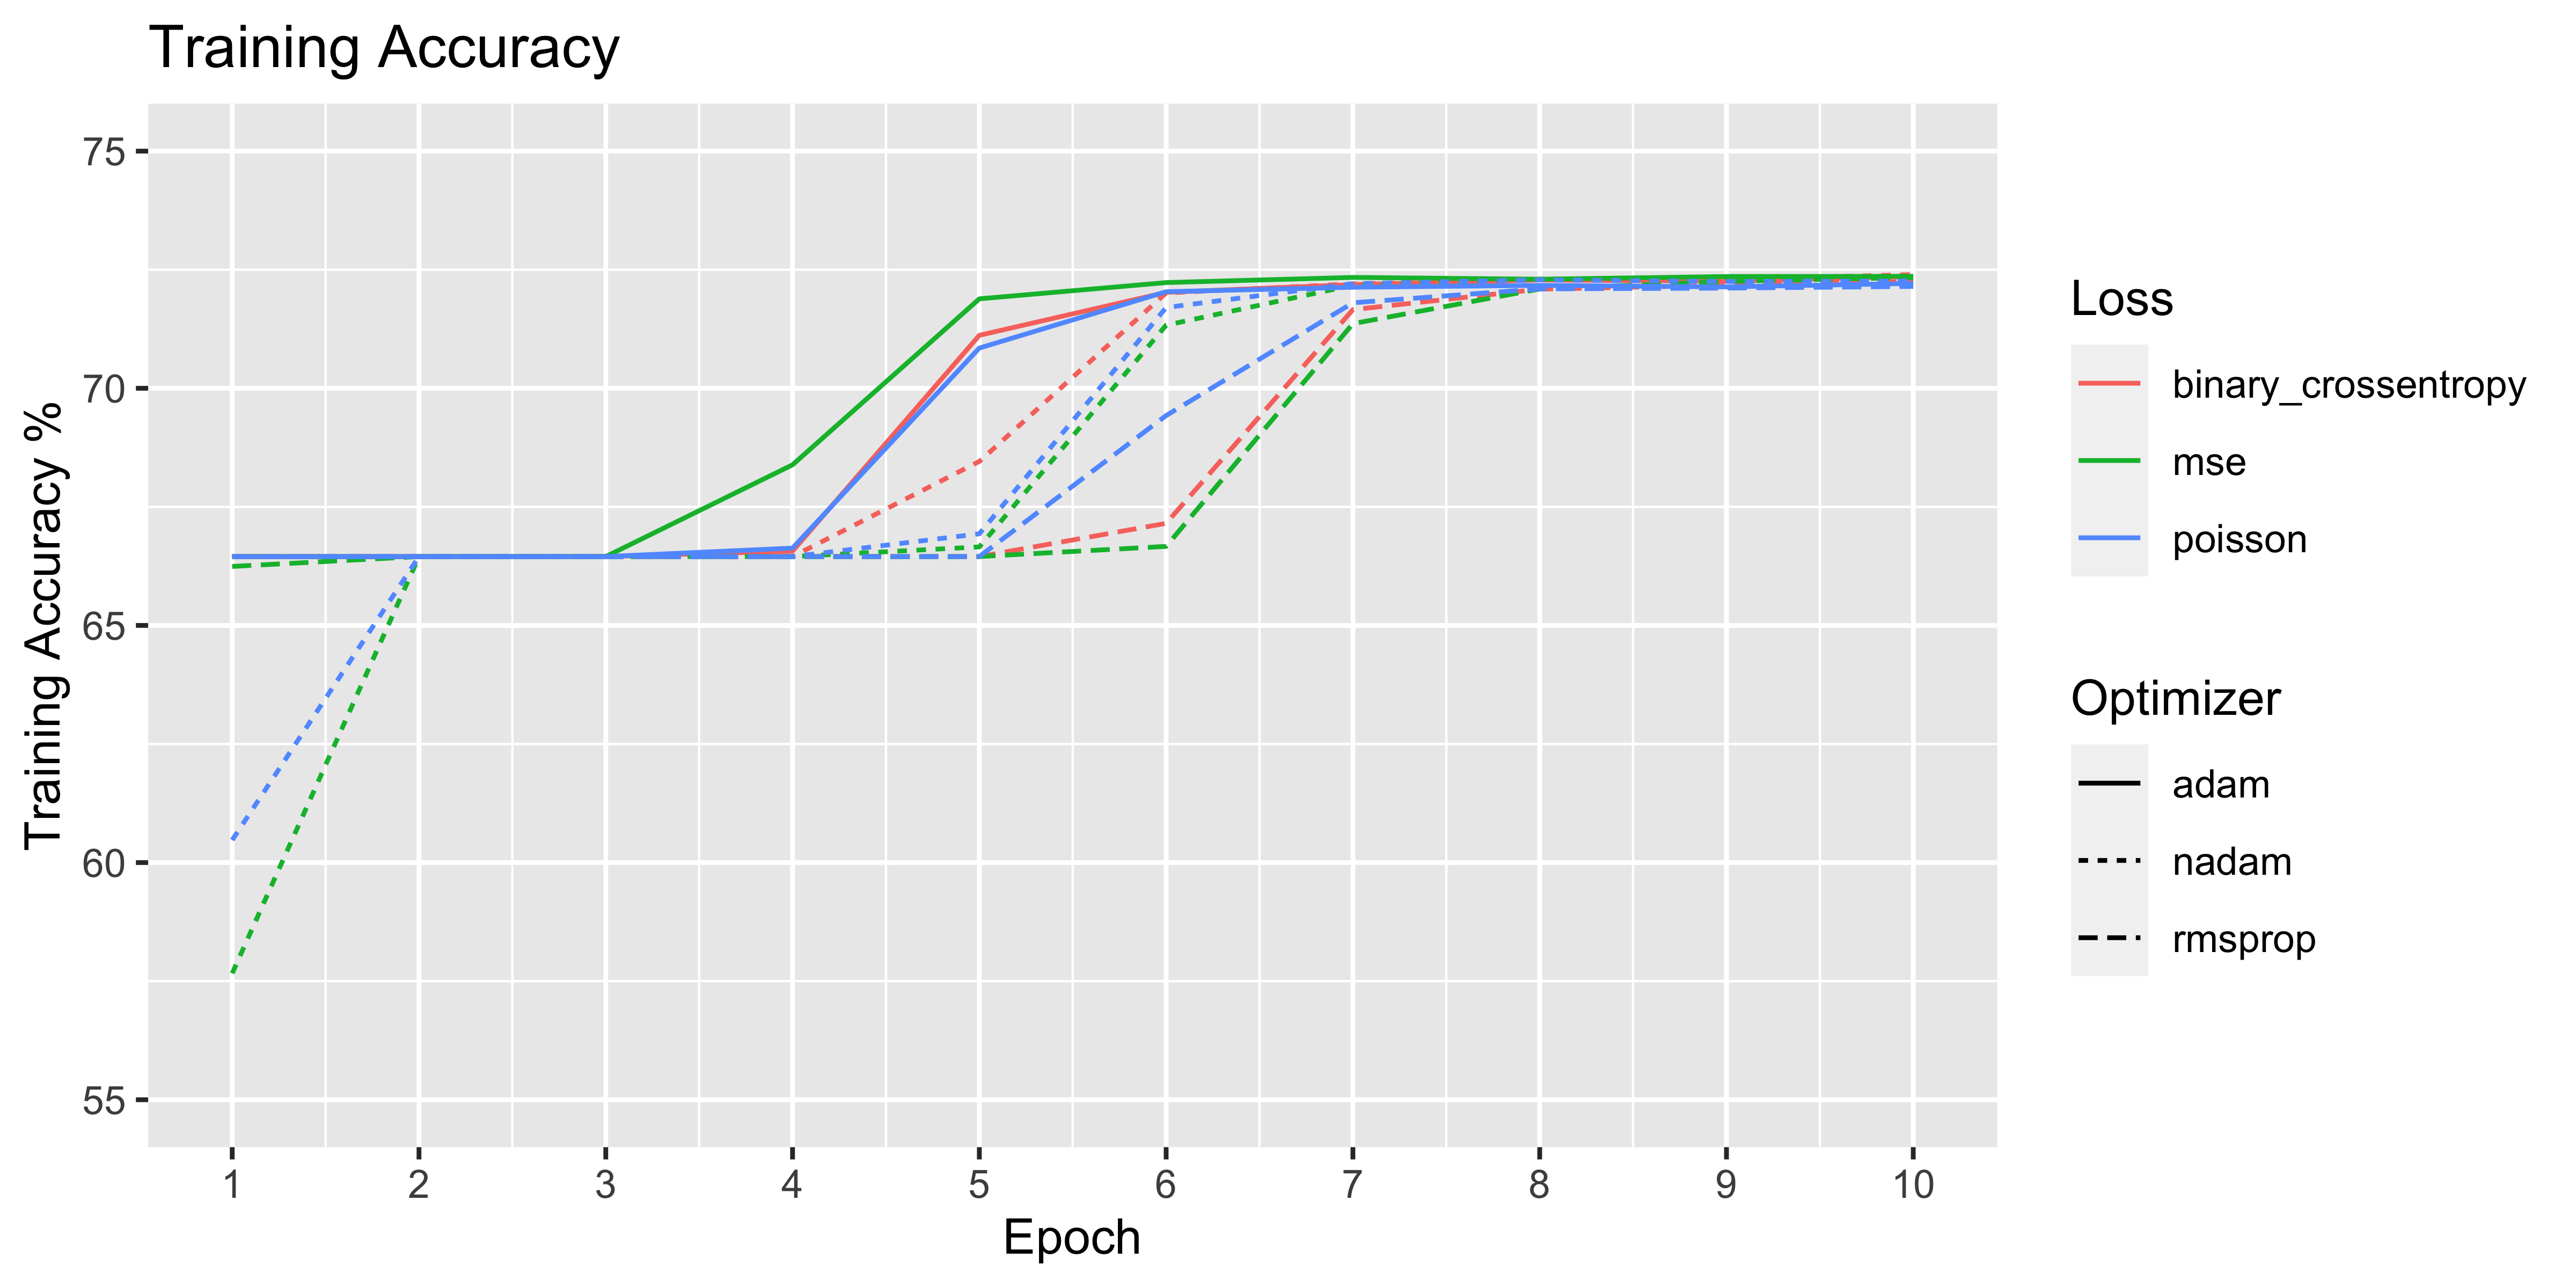 Training Accuracy
Training Accuracy %
75
70
65
60
55
1 2 3 4 5 6 7 8 9 10
Epoch
Loss
binary_crossentropy
mse
poisson
Optimizer
adam
nadam
rmsprop